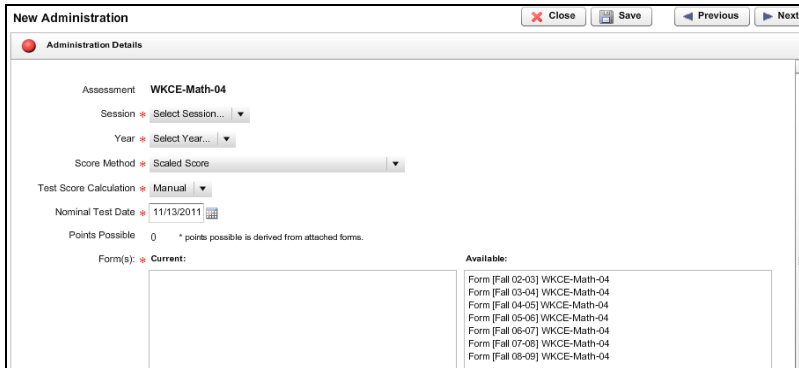 New Administration
Close
Save
Previous
Next
Administration Details
Assessment WKCE-Math-04
Session * Select Session...
Year * Select Year...
Score Method * Scaled Score
Test Score Calculation * Manual
Nominal Test Date * 11/13/2011
Points Possible 0 * points possible is derived from attached forms.
Form(s): * Current:
Available:
Form [Fall 02-03] WKCE-Math-04
Form [Fall 03-04] WKCE-Math-04
Form [Fall 04-05] WKCE-Math-04
Form [Fall 05-06] WKCE-Math-04
Form [Fall 06-07] WKCE-Math-04
Form [Fall 07-08] WKCE-Math-04
Form [Fall 08-09] WKCE-Math-04